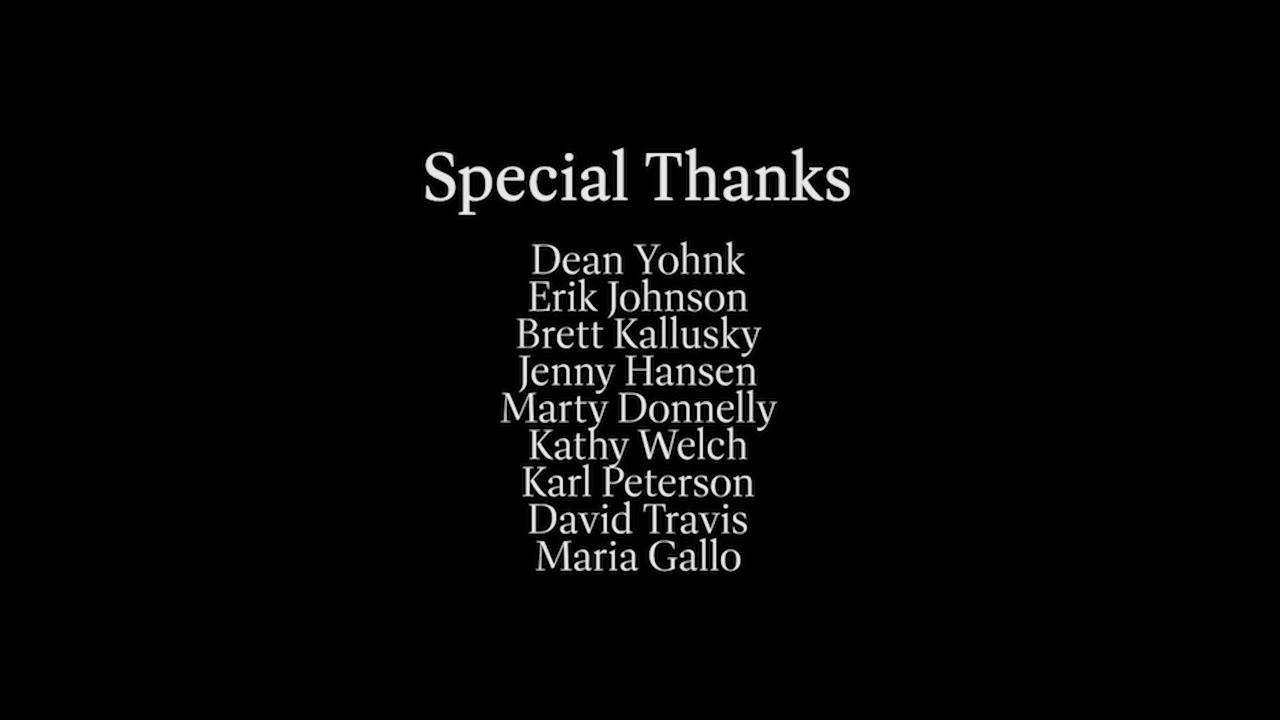 Special Thanks
Dean Yohnk
Erik Johnson
Brett Kallusky
Jenny Hansen
Marty Donnelly
Kathy Welch
Karl Peterson
David Travis
Maria Gallo